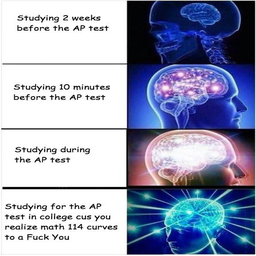 Studying 2 weeks
before the AP test
Studying 10 minutes
before the AP test
Studying during
the AP test
Studying for the AP
test in college cus you
realize math 114 curves
to a Fuck You